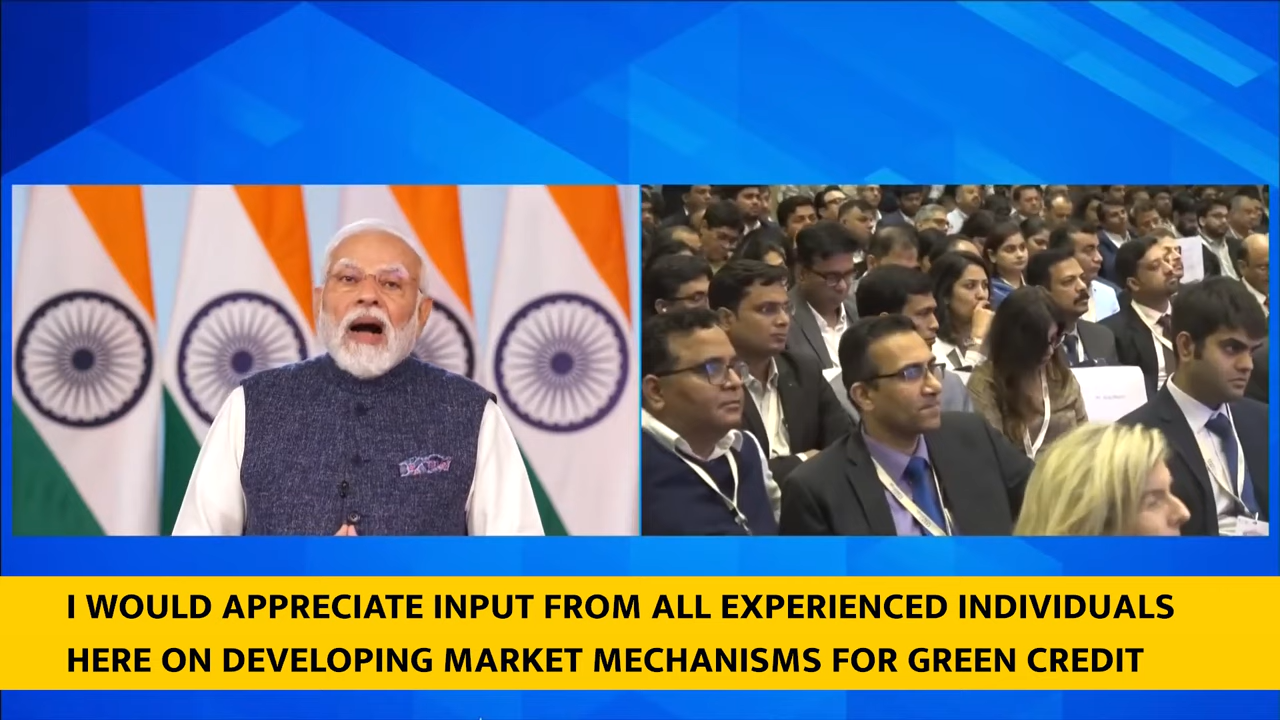 I WOULD APPRECIATE INPUT FROM ALL EXPERIENCED INDIVIDUALS
HERE ON DEVELOPING MARKET MECHANISMS FOR GREEN CREDIT